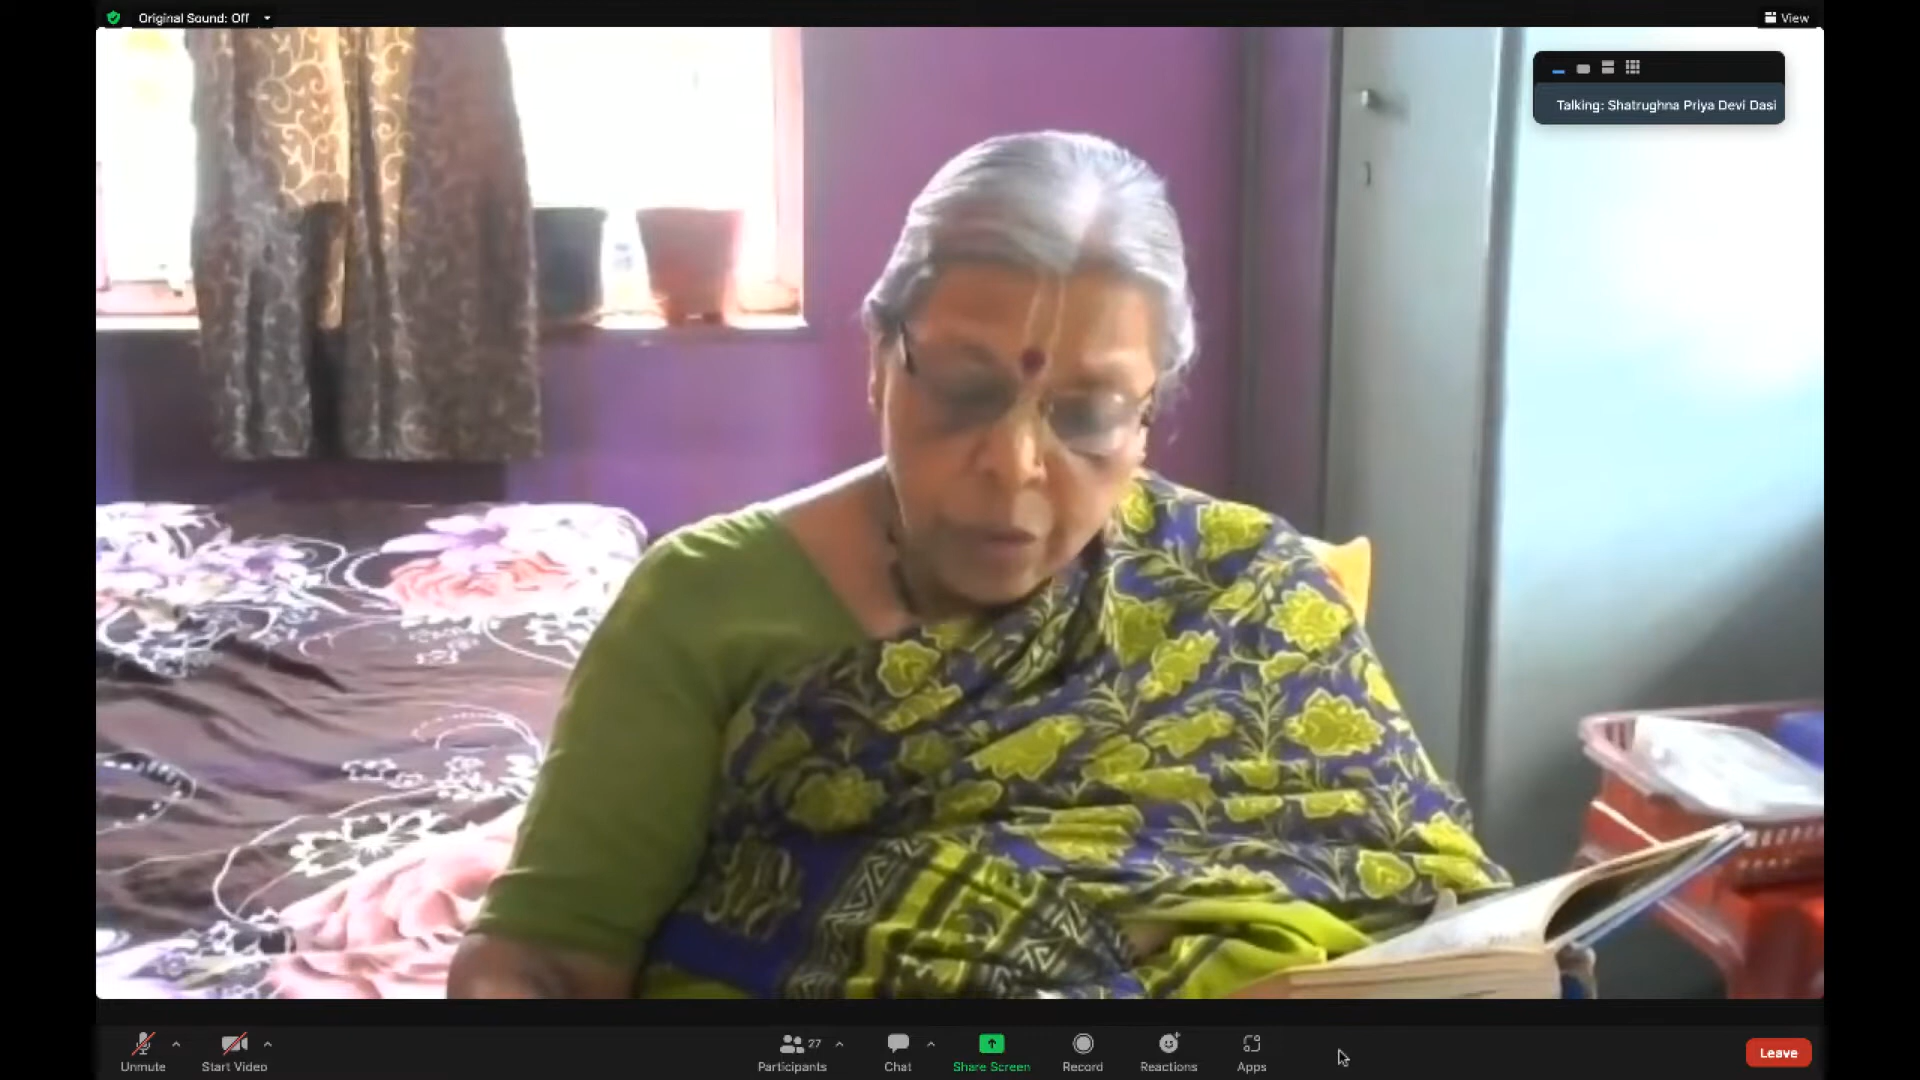 Original Sound: Off
View
Talking: Shatrughna Priya Devi Dasi
Unmute
Start Video
27
Participants
Chat
Share Screen
Record
Reactions
Apps
Leave